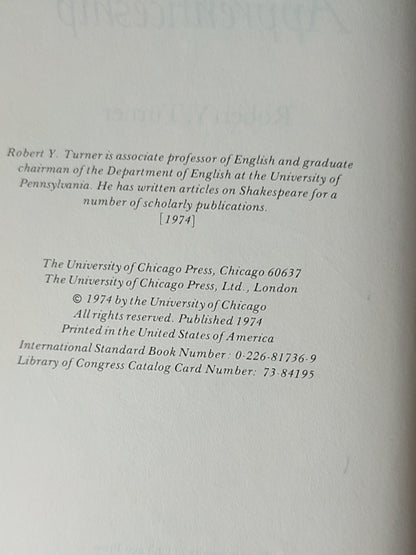 Robert Y. Turner is associate professor of English and graduate
chairman of the Department of English at the University of
Pennsylvania. He has written articles on Shakespeare for a
number of scholarly publications.
[1974]
The University of Chicago Press, Chicago 60637
The University of Chicago Press, Ltd., London
© 1974 by the University of Chicago
All rights reserved. Published 1974
Printed in the United States of America
International Standard Book Number: 0-226-81736-9
Library of Congress Catalog Card Number: 73-84195